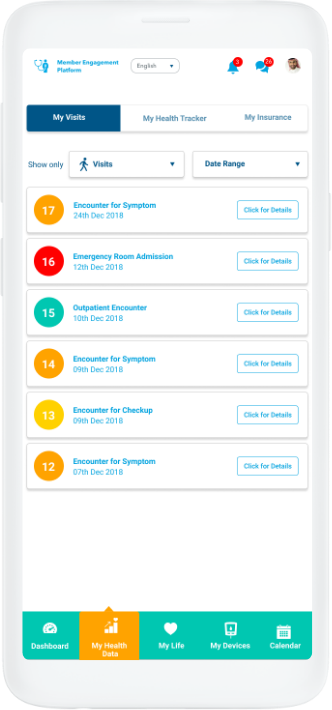 Member Engagement
Platform
English
3
26
My Visits
My Health Tracker
My Insurance
Show only
Visits
Date Range
17
Encounter for Symptom
24th Dec 2018
Click for Details
16
Emergency Room Admission
12th Dec 2018
Click for Details
15
Outpatient Encounter
10th Dec 2018
Click for Details
14
Encounter for Symptom
09th Dec 2018
Click for Details
13
Encounter for Checkup
09th Dec 2018
Click for Details
12
Encounter for Symptom
07th Dec 2018
Click for Details
Dashboard
My Health
Data
My Life
My Devices
Calendar